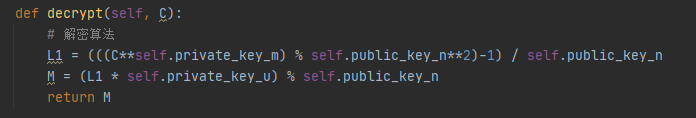 def decrypt(self, C):
# 解密算法
L1 = (((C**self.private_key_m) % self.public_key_n**2)-1) / self.public_key_n
M = (L1 * self.private_key_u) % self.public_key_n
return M